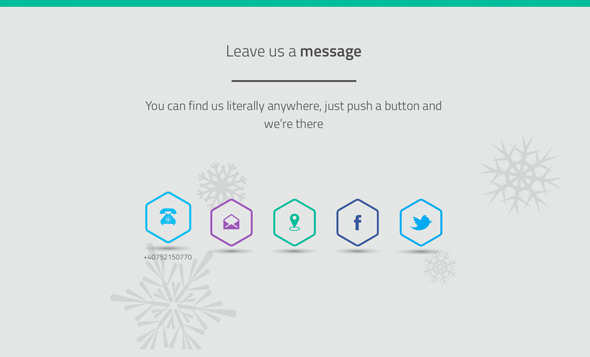 Leave us a message
You can find us literally anywhere, just push a button and
we're there
+40752150770